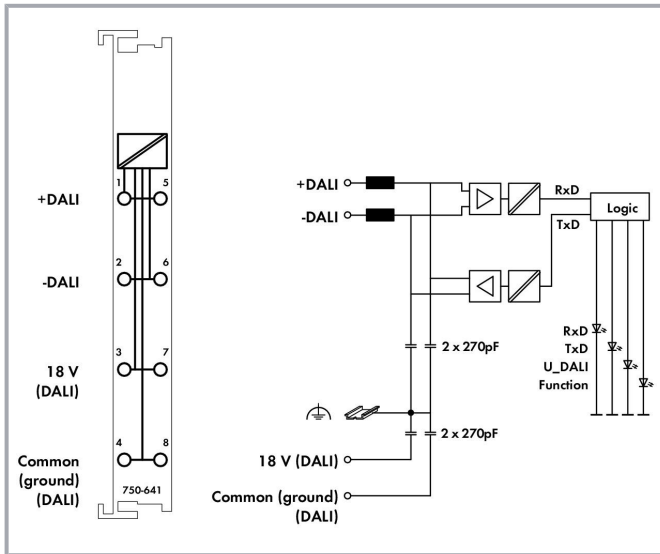 1
5
+DALI
2
6
-DALI
3
7
18 V
(DALI)
4
8
Common
(ground)
(DALI)
750-641
+DALI
-DALI
RxD
TxD
Logic
2 x 270pF
RxD
TxD
U_DALI
Function
2 x 270pF
18 V (DALI)
Common (ground)
(DALI)